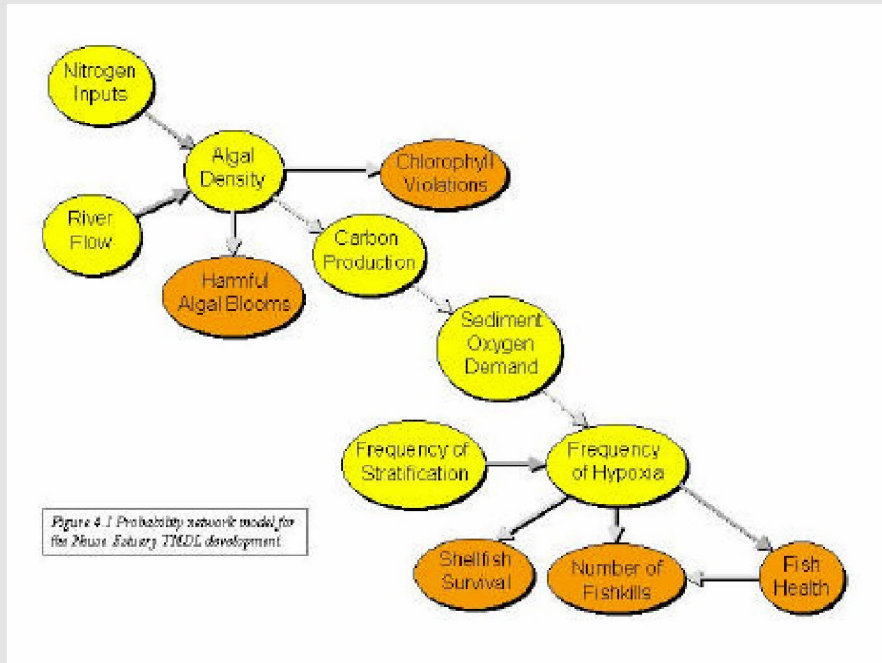 Nitrogen
Inputs
Algal
Density
Chlorophyll
Violations
River
Flow
Carbon
Production
Harmful
Algal Blooms
Sediment
Oxygen
Demand
Frequency of
Stratification
Frequency
of Hypoxia
Figure 4.1 Probability network model for
the Neuse Estuary TMDL development
Shellfish
Survival
Number of
Fishkills
Fish
Health